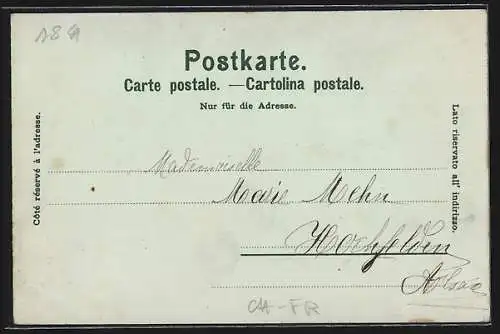 Postkarte.
Carte postale. — Cartolina postale.
Nur für die Adresse.
Côté réservé à l'adresse.
Lato riservato all' indirizzo.
Mademoiselle
Marie Mehn
Hochfelden
Alsace
CH-FR